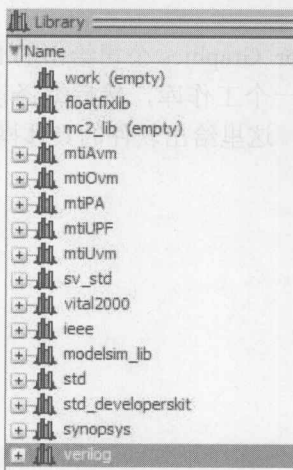 Library
Name
work (empty)
floatfixlib
mc2_lib (empty)
mtiAvm
mtiOvm
mtiPA
mtiUPF
mtiUvm
sv_std
vital2000
ieee
modelsim_lib
std
std_developerskit
synopsys
verilog